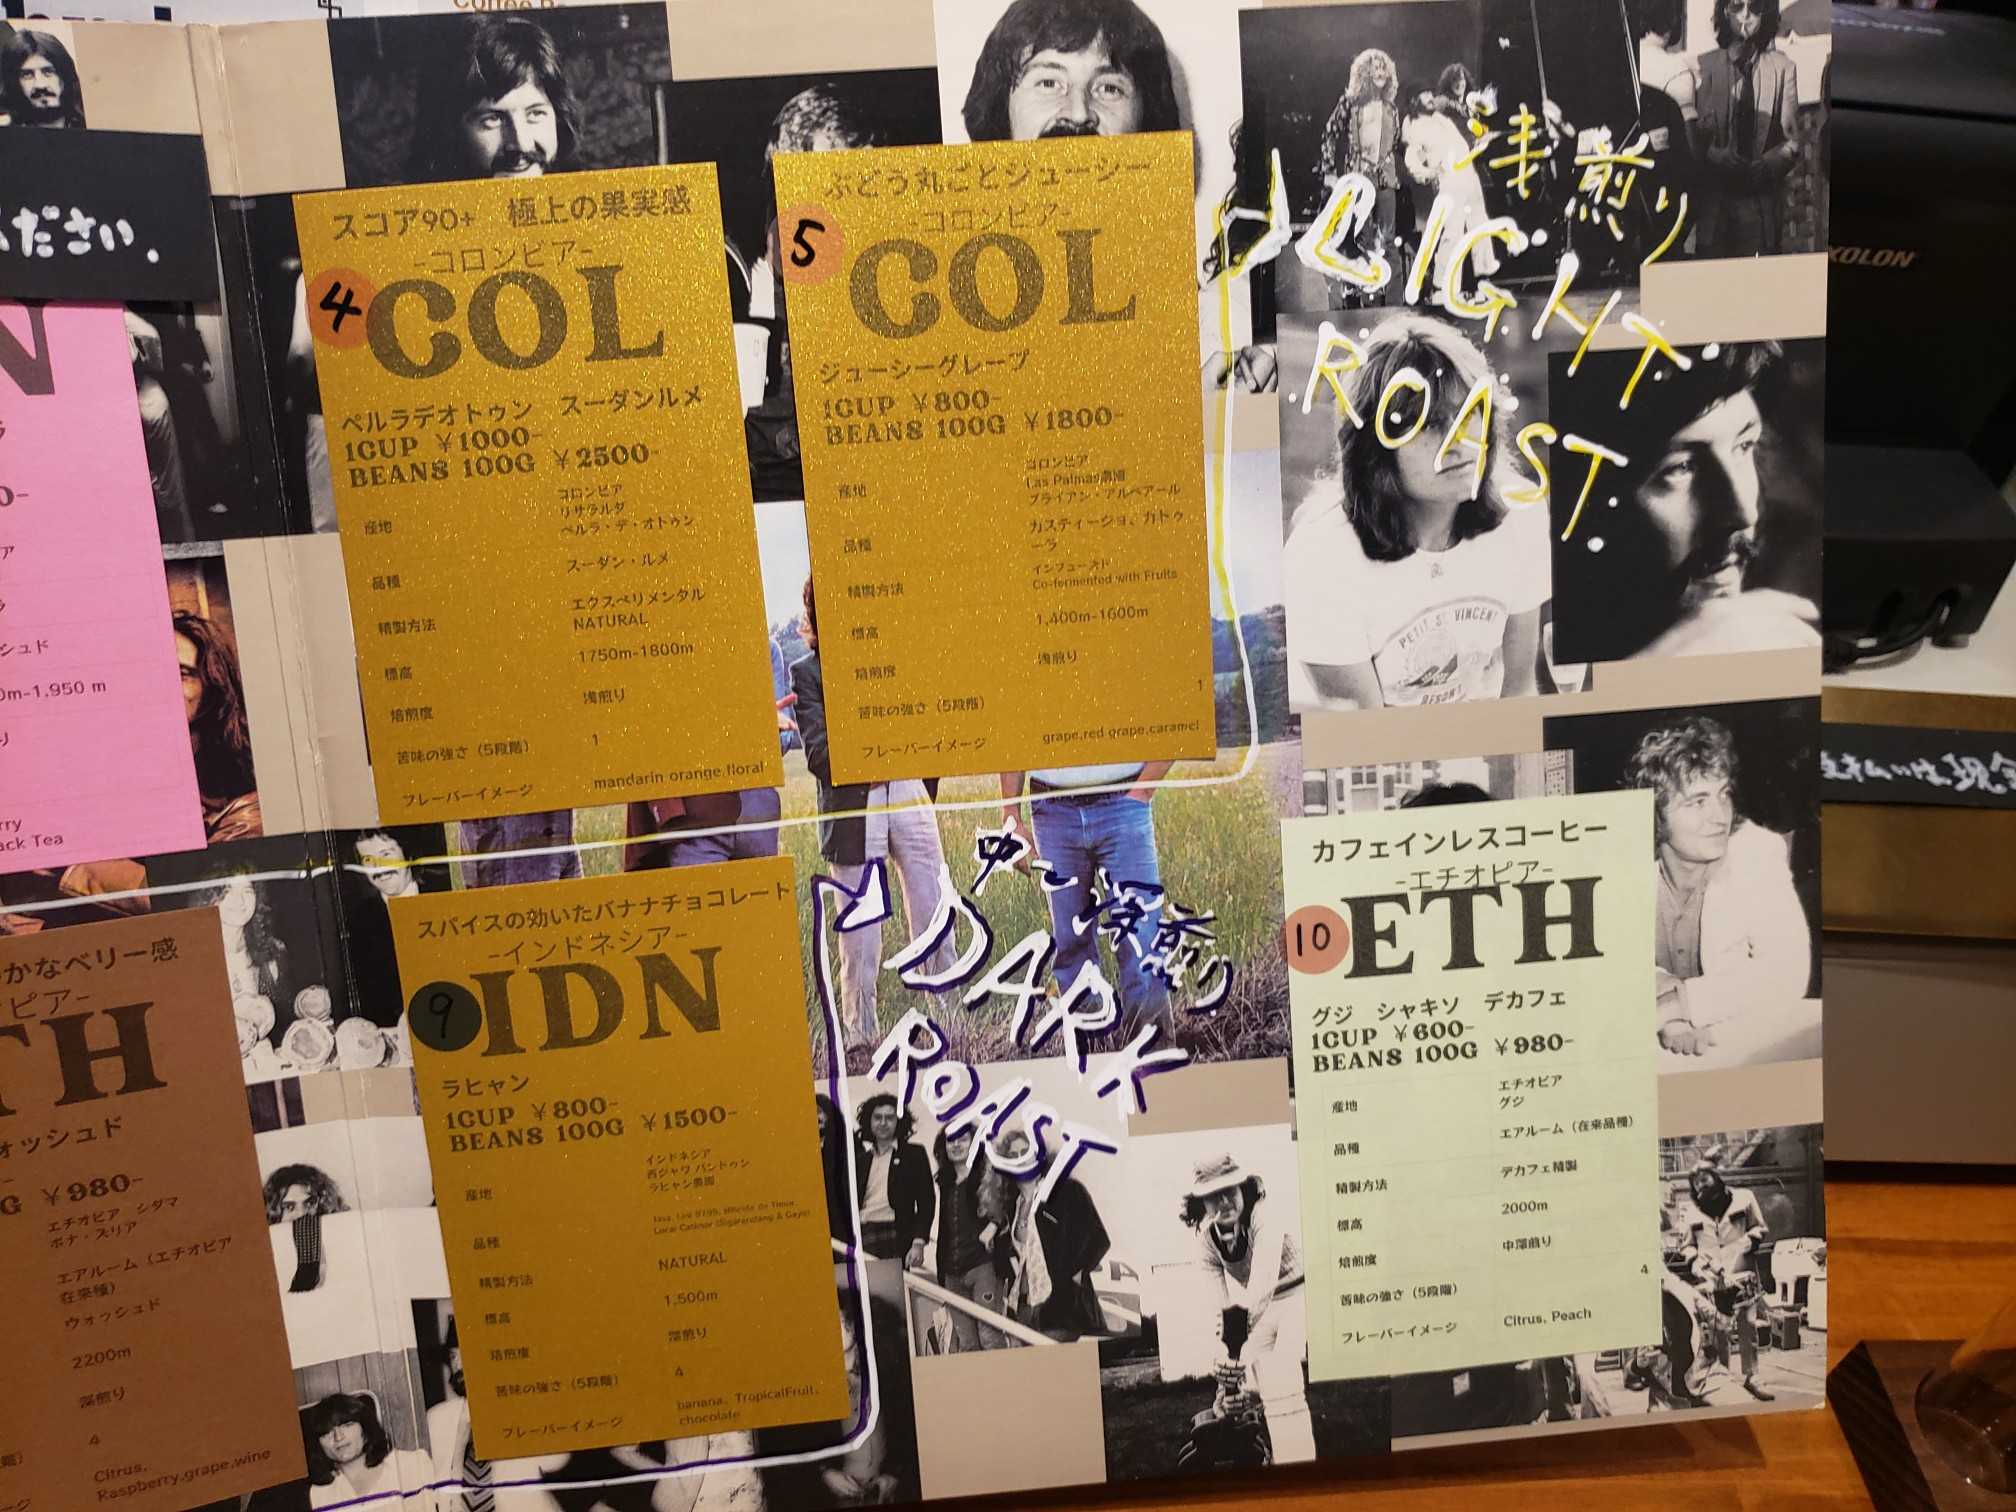 ください.
スコア90+ 極上の果実感
-コロンビア-
4
COL
ペルラデオトゥン スーダンルメ
1CUP ¥1000-
BEANS 100G ¥2500-
産地
コロンビア
リサラルダ
ペルラ・デ・オトゥン
品種
スーダン・ルメ
精製方法
エクスペリメンタル
NATURAL
標高
1750m-1800m
焙煎度
浅煎り
苦味の強さ（5段階）
1
フレーバーイメージ
mandarin orange.floral
ぶどう丸ごとジューシー
-コロンビア-
5
COL
ジューシーグレープ
1CUP ¥800-
BEANS 100G ¥1800-
産地
コロンビア
Las Palmas農園
ブライアン・アルベアール
品種
カスティージョ、カトゥ
ーラ
精製方法
インフューズド
Co-fermented with Fruits
標高
1,400m-1600m
焙煎度
浅煎り
苦味の強さ（5段階）
1
フレーバーイメージ
grape.red grape.caramel
浅煎り
LIGHT
ROAST
PETIT ST VINCENT
XOLON
0m-1.950 m
ack Tea
かなベリー感
ピア-
TH
ォッシュド
G ¥980-
エチオピア シダマ
エアルーム（エチオピア
在来種）
ウォッシュド
2200m
深煎り
4
Citrus,
Raspberry.grape.wine
スパイスの効いたバナナチョコレート
-インドネシア-
9
IDN
ラヒャン
1CUP ¥800-
BEANS 100G ¥1500-
産地
インドネシア
西ジャワ バンドゥン
ラヒャン農園
品種
精製方法
NATURAL
標高
1,500m
焙煎度
深煎り
苦味の強さ（5段階）
4
フレーバーイメージ
banana、TropicalFruit、
chocolate
中〜深煎り
DARK
ROAST
カフェインレスコーヒー
-エチオピア-
10
ETH
グジ シャキソ デカフェ
1CUP ¥600-
BEANS 100G ¥980-
産地
エチオピア
グジ
品種
エアルーム（在来品種）
精製方法
デカフェ精製
標高
2000m
焙煎度
中深煎り
苦味の強さ（5段階）
4
フレーバーイメージ
Citrus, Peach